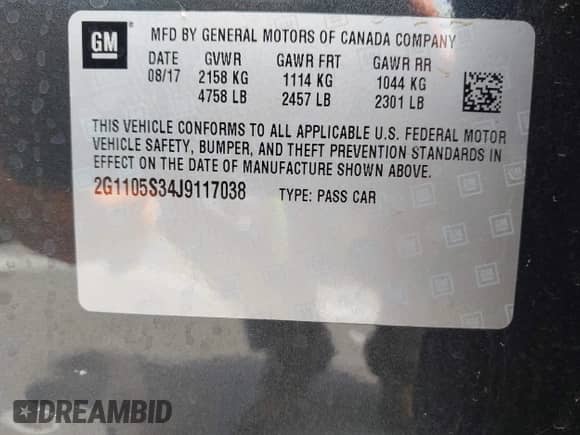 GM
MFD BY GENERAL MOTORS OF CANADA COMPANY
DATE GVWR GAWR FRT GAWR RR
08/17 2158 KG 1114 KG 1044 KG
4758 LB 2457 LB 2301 LB
THIS VEHICLE CONFORMS TO ALL APPLICABLE U.S. FEDERAL MOTOR
VEHICLE SAFETY, BUMPER, AND THEFT PREVENTION STANDARDS IN
EFFECT ON THE DATE OF MANUFACTURE SHOWN ABOVE.
2G1105S34J9117038 TYPE: PASS CAR
DREAMBID